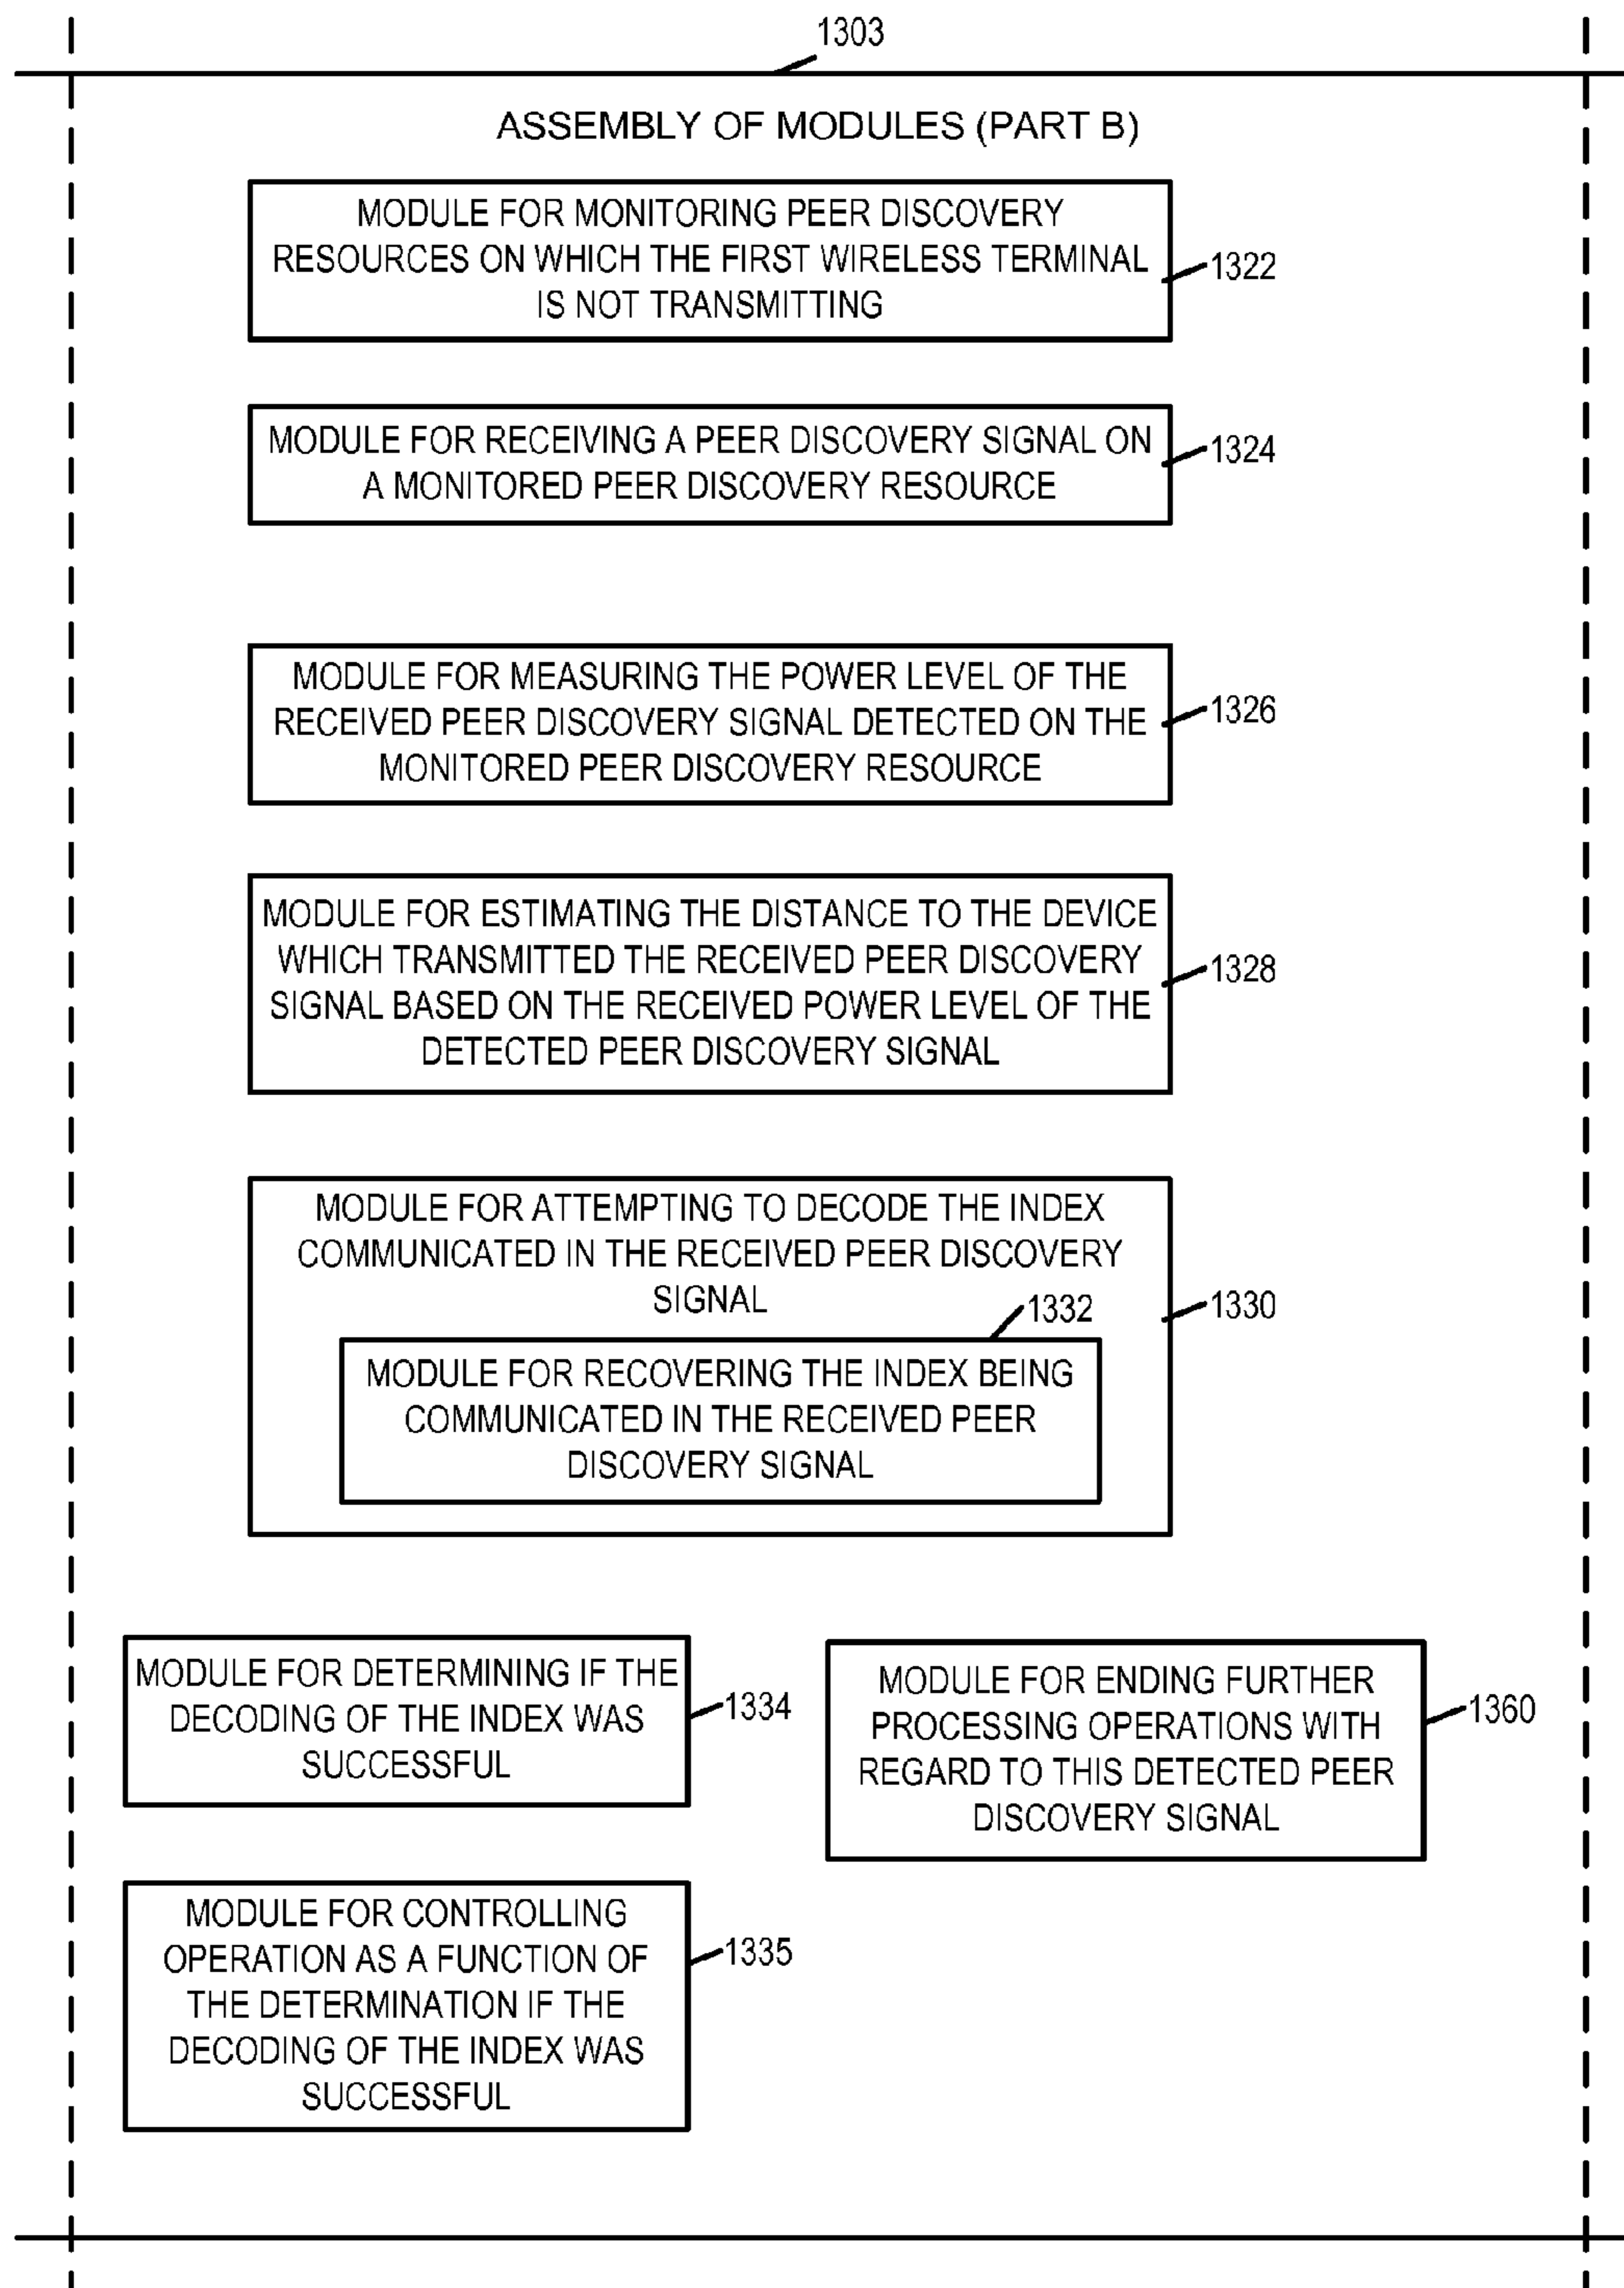 1303
ASSEMBLY OF MODULES (PART B)
MODULE FOR MONITORING PEER DISCOVERY
RESOURCES ON WHICH THE FIRST WIRELESS TERMINAL
IS NOT TRANSMITTING
1322
MODULE FOR RECEIVING A PEER DISCOVERY SIGNAL ON
A MONITORED PEER DISCOVERY RESOURCE
1324
MODULE FOR MEASURING THE POWER LEVEL OF THE
RECEIVED PEER DISCOVERY SIGNAL DETECTED ON THE
MONITORED PEER DISCOVERY RESOURCE
1326
MODULE FOR ESTIMATING THE DISTANCE TO THE DEVICE
WHICH TRANSMITTED THE RECEIVED PEER DISCOVERY
SIGNAL BASED ON THE RECEIVED POWER LEVEL OF THE
DETECTED PEER DISCOVERY SIGNAL
1328
MODULE FOR ATTEMPTING TO DECODE THE INDEX
COMMUNICATED IN THE RECEIVED PEER DISCOVERY
SIGNAL
1330
1332
MODULE FOR RECOVERING THE INDEX BEING
COMMUNICATED IN THE RECEIVED PEER
DISCOVERY SIGNAL
MODULE FOR DETERMINING IF THE
DECODING OF THE INDEX WAS
SUCCESSFUL
1334
MODULE FOR ENDING FURTHER
PROCESSING OPERATIONS WITH
REGARD TO THIS DETECTED PEER
DISCOVERY SIGNAL
1360
MODULE FOR CONTROLLING
OPERATION AS A FUNCTION OF
THE DETERMINATION IF THE
DECODING OF THE INDEX WAS
SUCCESSFUL
1335